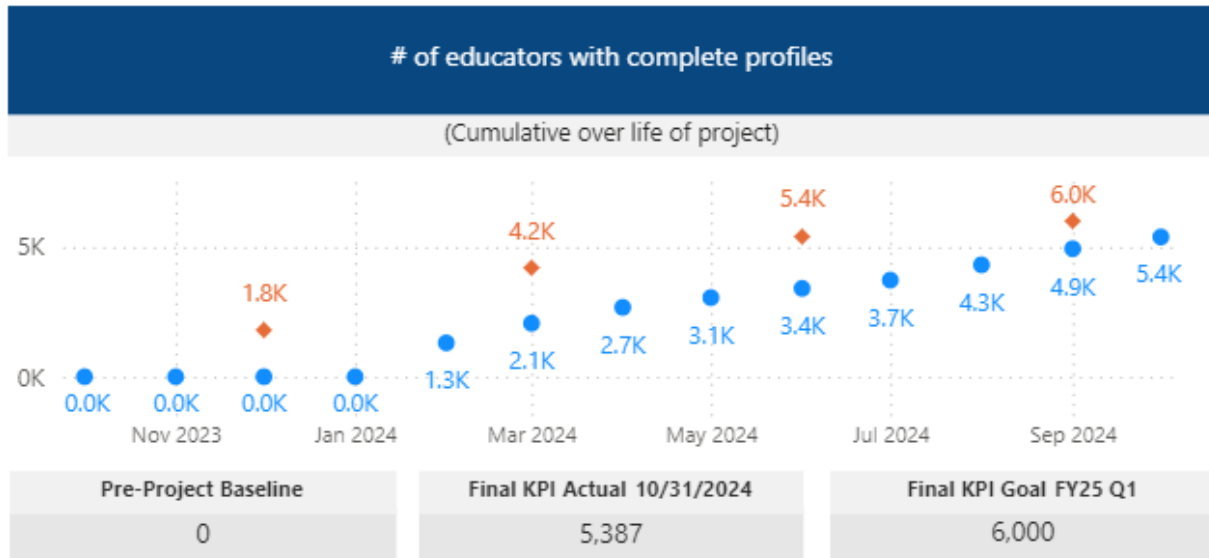 # of educators with complete profiles
(Cumulative over life of project)
6.0K
5.4K
4.2K
5K
5.4K
1.8K
4.9K
4.3K
3.7K
3.4K
3.1K
2.7K
2.1K
1.3K
0K
0.0K 0.0K 0.0K 0.0K
Nov 2023 Jan 2024 Mar 2024 May 2024 Jul 2024 Sep 2024
Pre-Project Baseline Final KPI Actual 10/31/2024 Final KPI Goal FY25 Q1
0 5,387 6,000